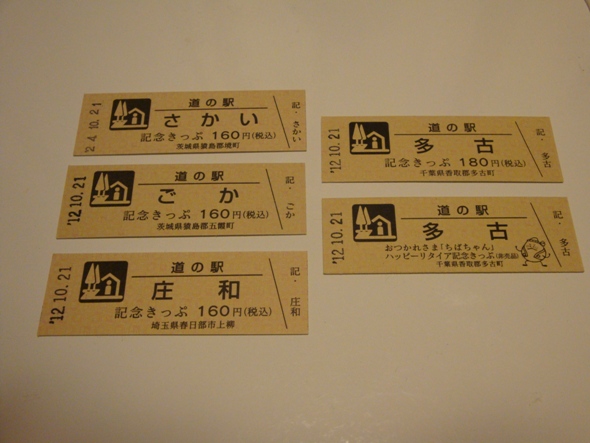 2 4.10.21
道の駅
さかい
記念きっぷ 160円(税込)
茨城県猿島郡境町
記・さかい
'12.10.21
道の駅
ごか
記念きっぷ 160円(税込)
茨城県猿島郡五霞町
記・ごか
'12.10.21
道の駅
庄和
記念きっぷ 160円(税込)
埼玉県春日部市上柳
記・庄和
'12.10.21
道の駅
多古
記念きっぷ 180円(税込)
千葉県香取郡多古町
記・多古
'12.10.21
道の駅
多古
おつかれさま「ちばちゃん」
ハッピーリタイア記念きっぷ(非売品)
千葉県香取郡多古町
記・多古